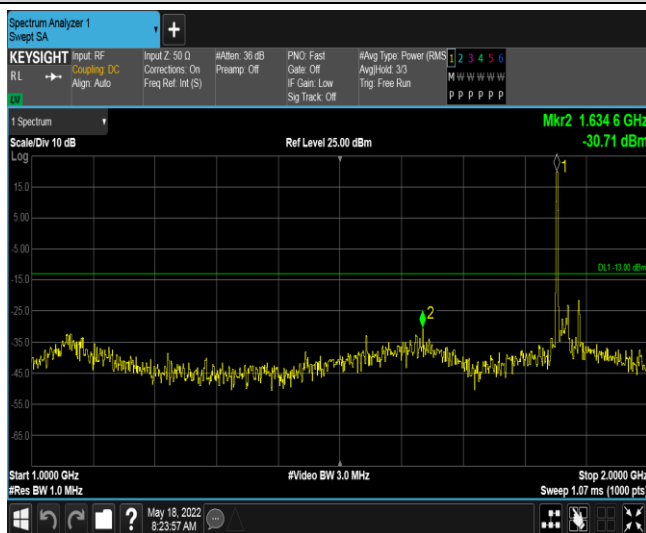 Spectrum Analyzer 1
Swept SA
+
KEYSIGHT Input: RF Input Z: 50 Ω #Atten: 36 dB PNO: Fast #Avg Type: Power (RMS 1 2 3 4 5 6
RL Coupling: DC Corrections: On Preamp: Off Gate: Off Avg|Hold: 3/3 M W W W W W
Align: Auto Freq Ref: Int (S) IF Gain: Low Trig: Free Run
Sig Track: Off P P P P P P
1 Spectrum
Mkr2 1.634 6 GHz
Scale/Div 10 dB Ref Level 25.00 dBm -30.71 dBm
Log
1
15.0
5.00
-5.00
DL1 -13.00 dBm
-15.0
-25.0
2
-35.0
-45.0
-55.0
-65.0
Start 1.0000 GHz #Video BW 3.0 MHz Stop 2.0000 GHz
#Res BW 1.0 MHz Sweep 1.07 ms (1000 pts)
? May 18, 2022
8:23:57 AM